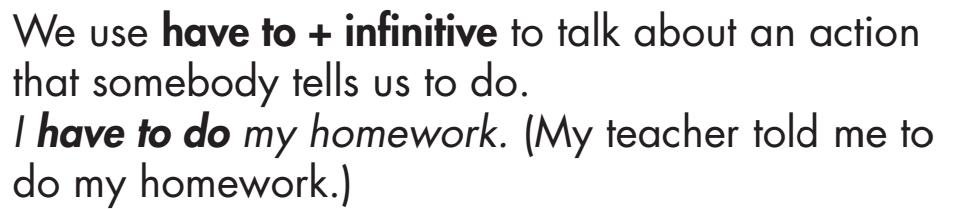 We use have to + infinitive to talk about an action
that somebody tells us to do.
I have to do my homework. (My teacher told me to
do my homework.)